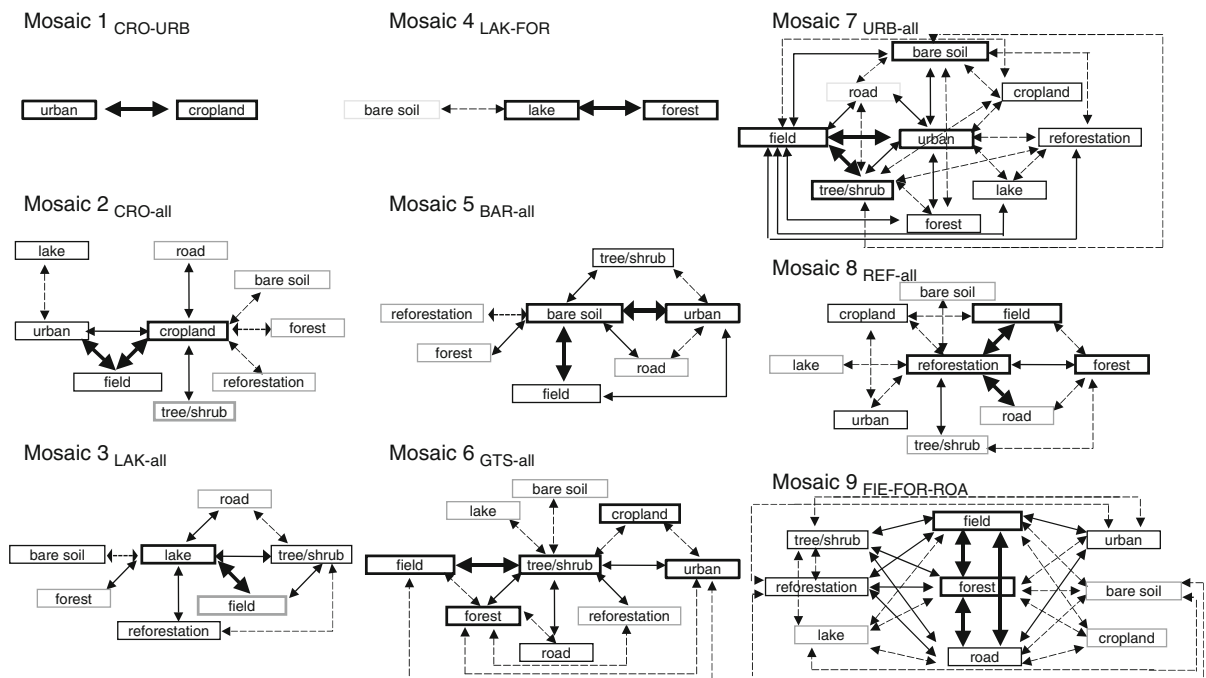 Mosaic 1 CRO-URB
urban
cropland
Mosaic 2 CRO-all
lake
road
bare soil
urban
cropland
forest
field
reforestation
tree/shrub
Mosaic 3 LAK-all
road
bare soil
lake
tree/shrub
forest
field
reforestation
Mosaic 4 LAK-FOR
bare soil
lake
forest
Mosaic 5 BAR-all
tree/shrub
reforestation
bare soil
urban
forest
road
field
Mosaic 6 GTS-all
bare soil
lake
cropland
field
tree/shrub
urban
forest
reforestation
road
Mosaic 7 URB-all
bare soil
road
cropland
field
urban
reforestation
tree/shrub
lake
forest
Mosaic 8 REF-all
bare soil
cropland
field
lake
reforestation
forest
urban
road
tree/shrub
Mosaic 9 FIE-FOR-ROA
field
tree/shrub
urban
reforestation
forest
bare soil
lake
cropland
road